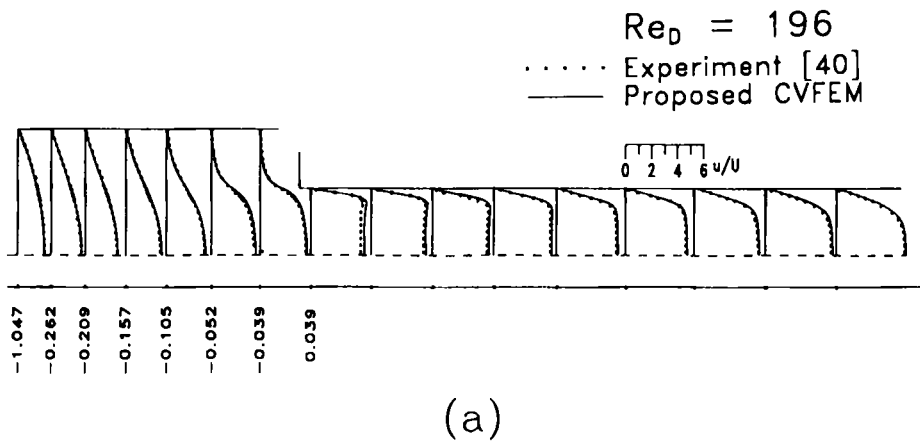 Re_D = 196
. . . . . Experiment [40]
Proposed CVFEM
0 2 4 6 u/U
−1.047
−0.262
−0.209
−0.157
−0.105
−0.052
−0.039
0.039
(a)